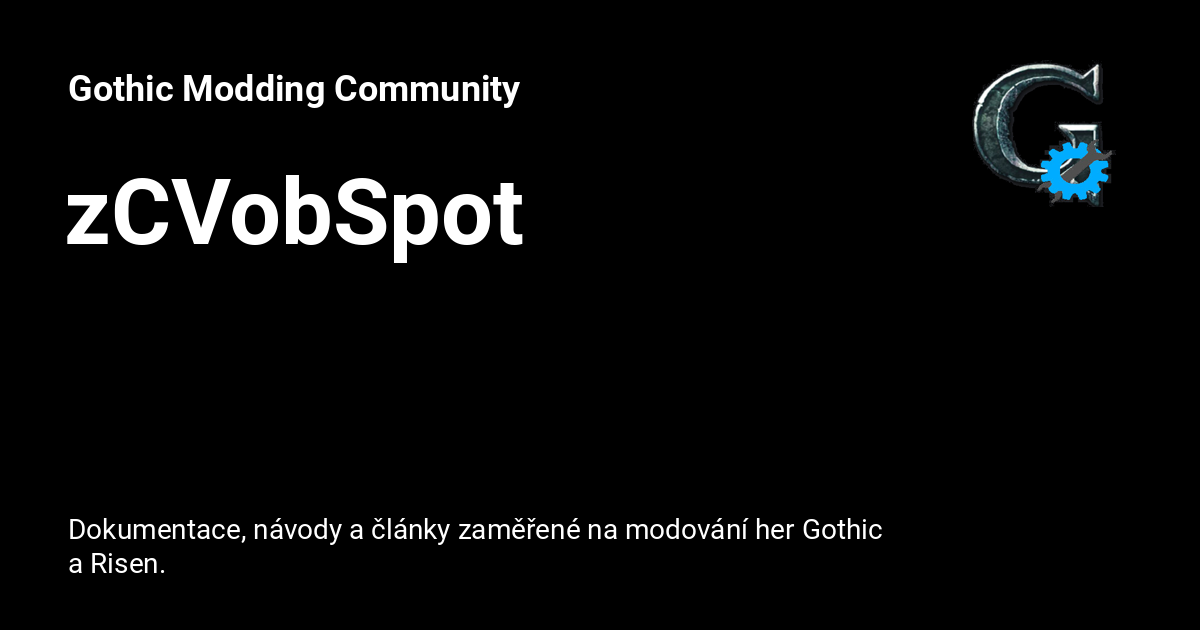 Gothic Modding Community
zCVobSpot
Dokumentace, návody a články zaměřené na modování her Gothic
a Risen.